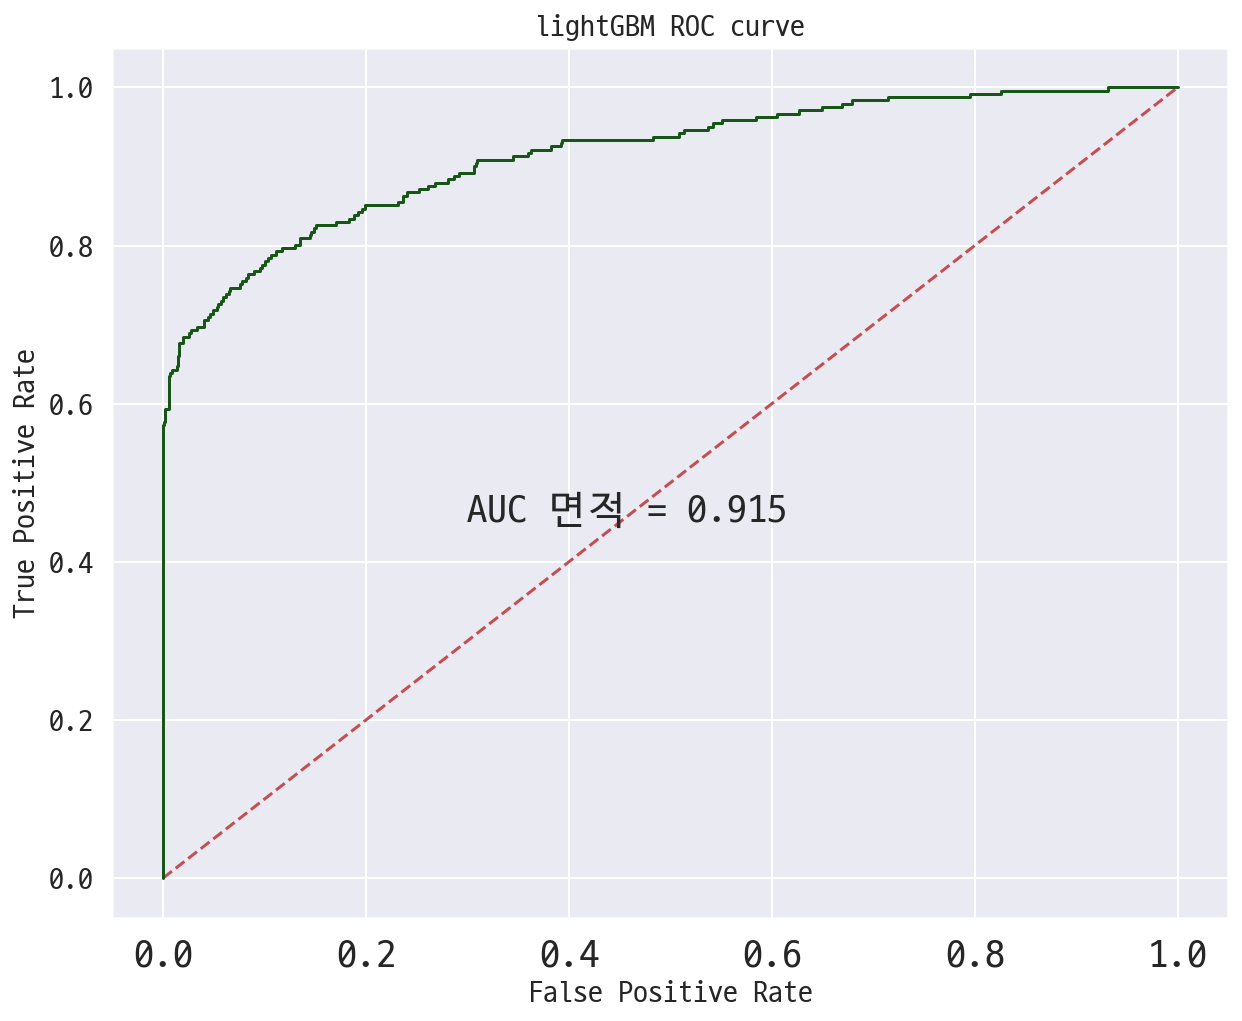 lightGBM ROC curve
1.0
0.8
0.6
0.4
0.2
0.0
True Positive Rate
AUC 면적 = 0.915
0.0 0.2 0.4 0.6 0.8 1.0
False Positive Rate